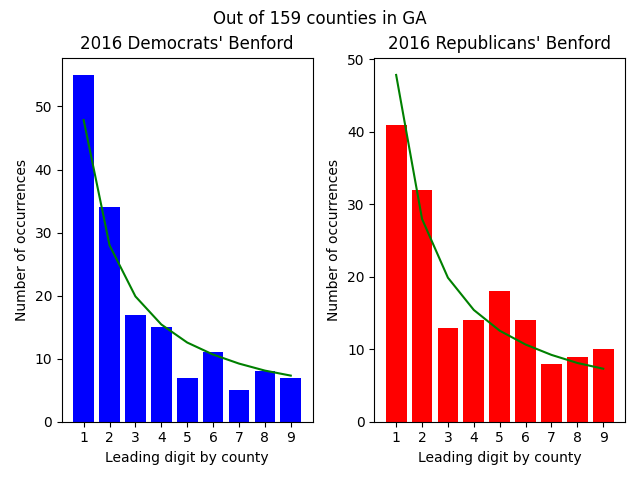 Out of 159 counties in GA
2016 Democrats' Benford
Number of occurrences
50
40
30
20
10
0
1 2 3 4 5 6 7 8 9
Leading digit by county
2016 Republicans' Benford
Number of occurrences
50
40
30
20
10
0
1 2 3 4 5 6 7 8 9
Leading digit by county